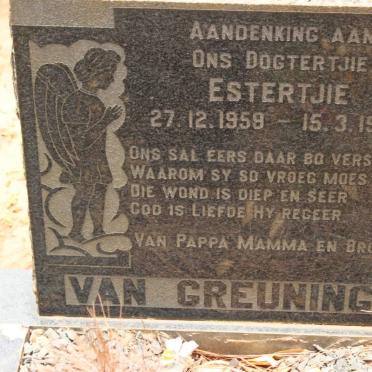 AANDENKING AAN
ONS DOGTERTJIE
ESTERTJIE
27.12.1959 – 15.3.19
ONS SAL EERS DAAR BO VERS
WAAROM SY SO VROEG MOES
DIE WOND IS DIEP EN SEER
GOD IS LIEFDE HY REGEER
VAN PAPPA MAMMA EN BRO
VAN GREUNING